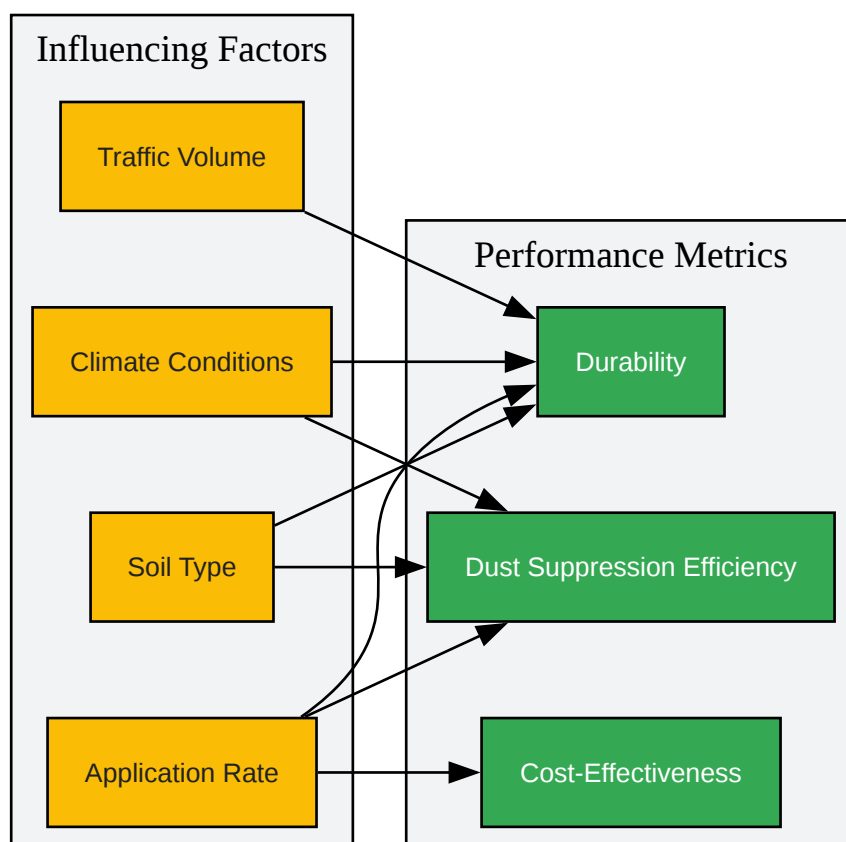 Influencing Factors
Traffic Volume
Climate Conditions
Soil Type
Application Rate
Performance Metrics
Durability
Dust Suppression Efficiency
Cost-Effectiveness